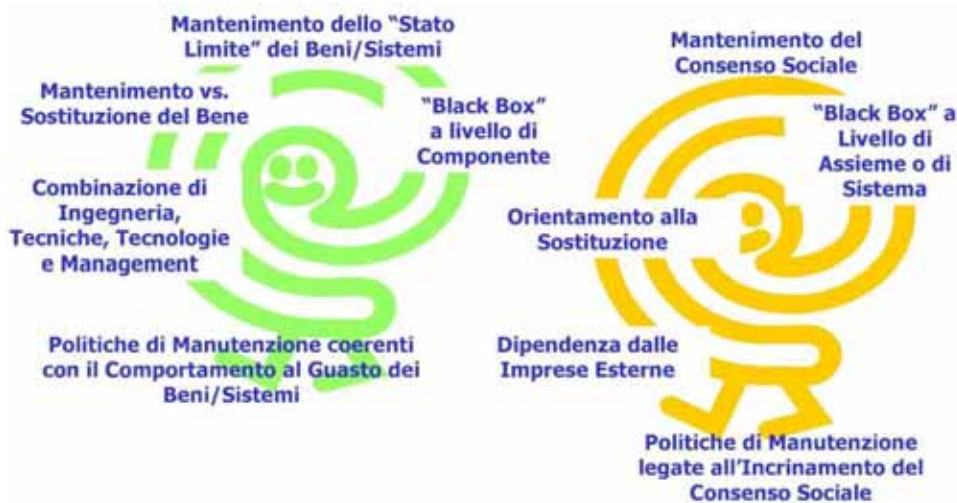 Mantenimento dello “Stato
Limite” dei Beni/Sistemi
Mantenimento vs.
Sostituzione del Bene
“Black Box”
a livello di
Componente
Combinazione di
Ingegneria,
Tecniche, Tecnologie
e Management
Politiche di Manutenzione coerenti
con il Comportamento al Guasto dei
Beni/Sistemi
Mantenimento del
Consenso Sociale
“Black Box” a
Livello di
Assieme o di
Sistema
Orientamento alla
Sostituzione
Dipendenza dalle
Imprese Esterne
Politiche di Manutenzione
legate all’Incrinamento del
Consenso Sociale